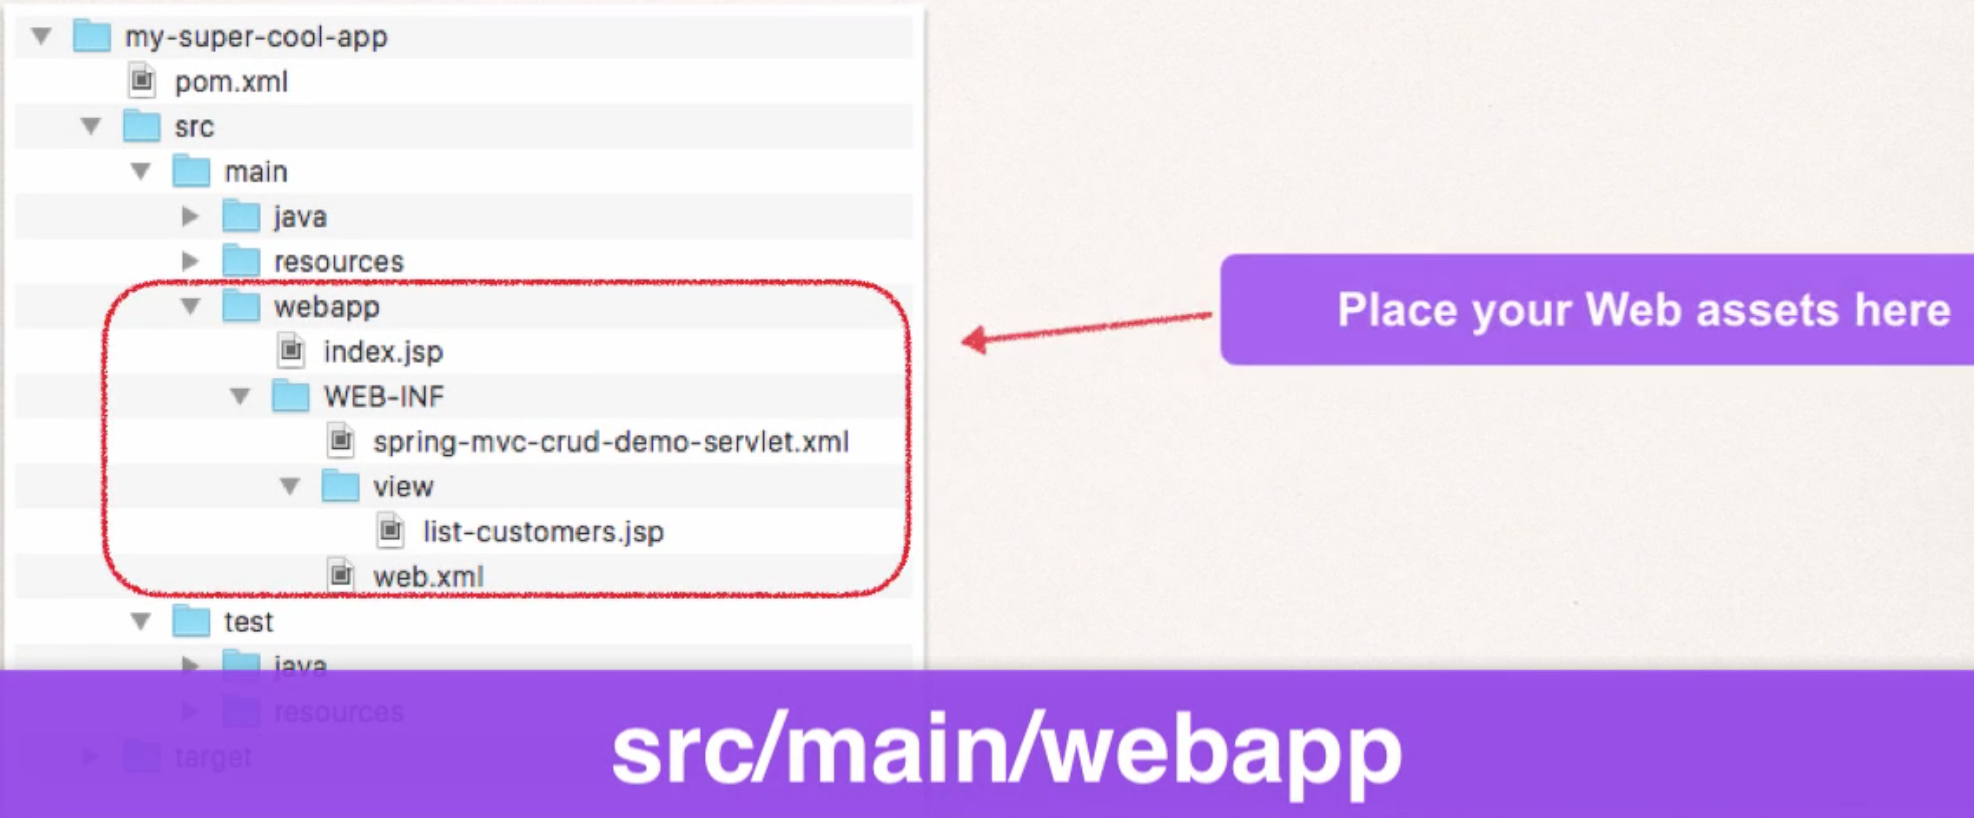 my-super-cool-app
pom.xml
src
main
java
resources
webapp
index.jsp
WEB-INF
spring-mvc-crud-demo-servlet.xml
view
list-customers.jsp
web.xml
test
java
resources
target
Place your Web assets here
src/main/webapp